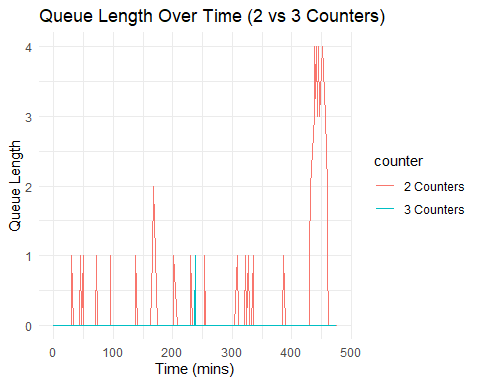 Queue Length Over Time (2 vs 3 Counters)
4
3
2
1
0
Queue Length
0 100 200 300 400 500
Time (mins)
counter
2 Counters
3 Counters